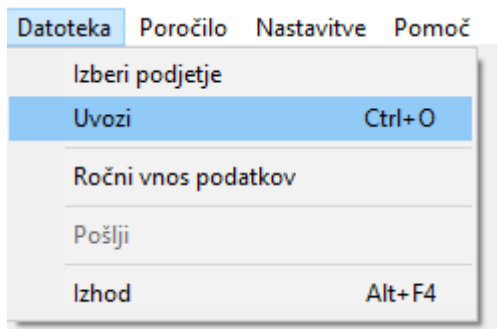 Datoteka Poročilo Nastavitve Pomoč
Izberi podjetje
Uvozi Ctrl+O
Ročni vnos podatkov
Pošlji
Izhod Alt+F4